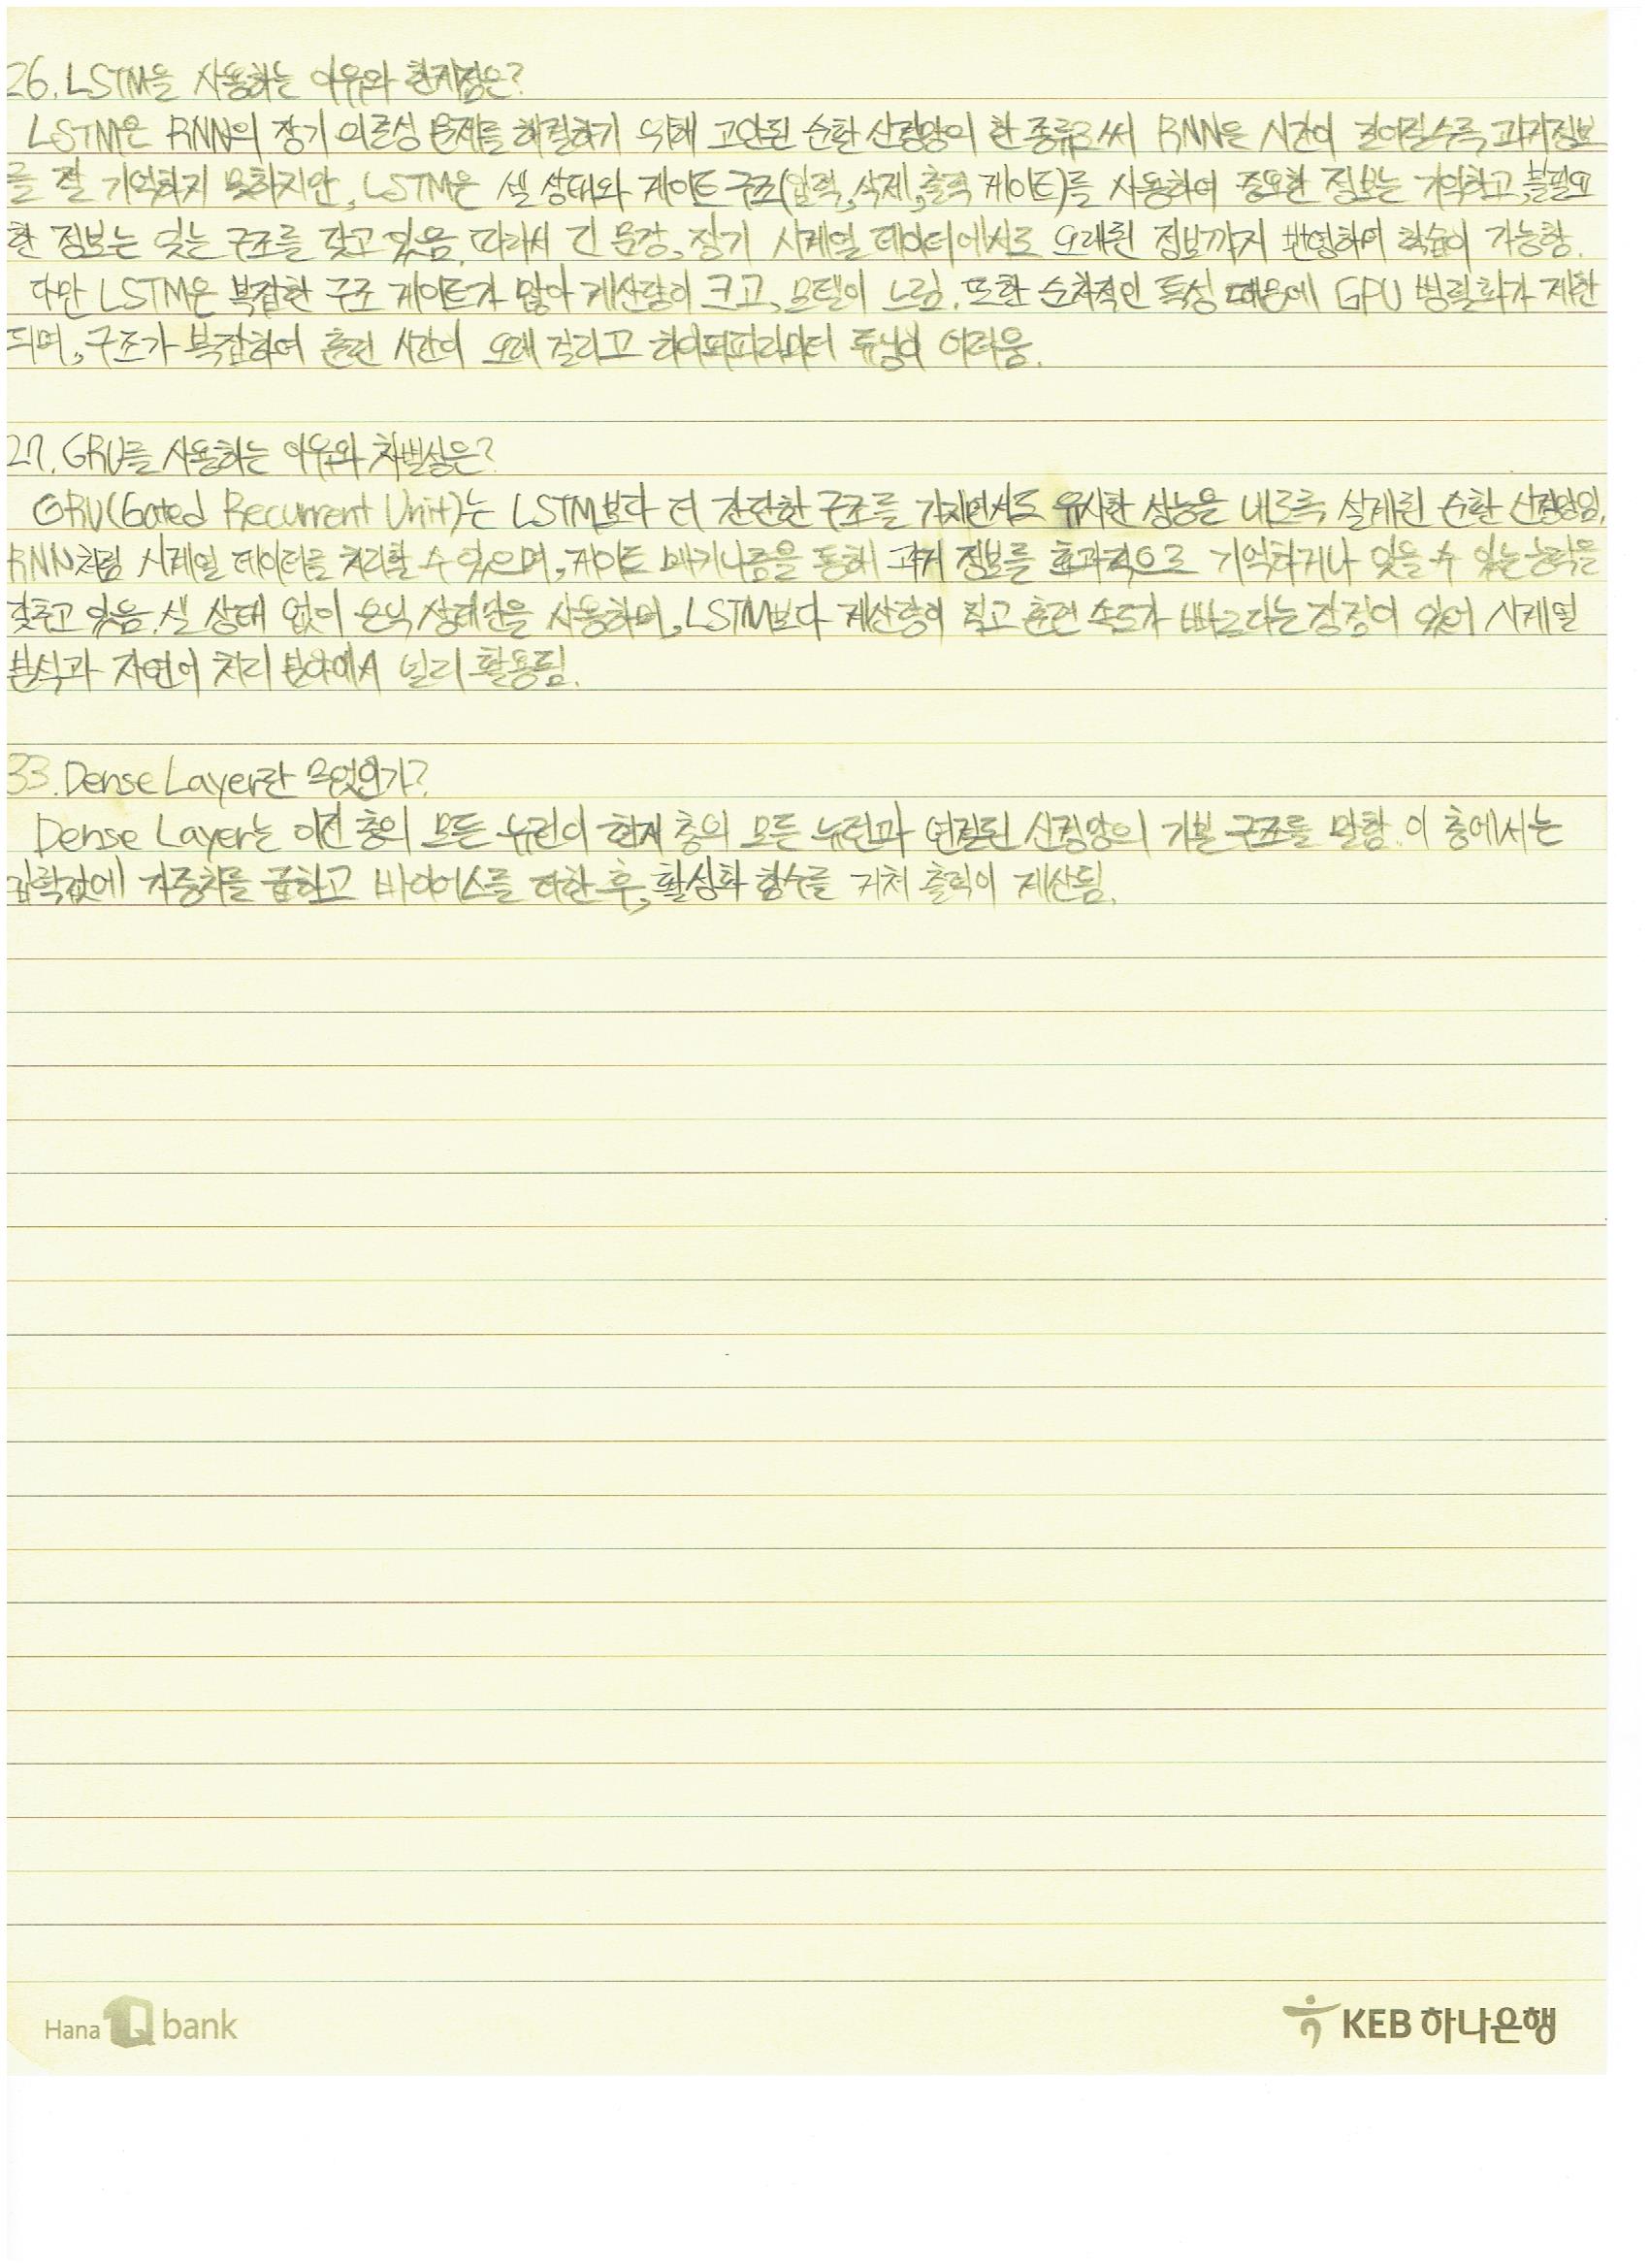 26. LSTM을 사용하는 이유와 한계점은?
LSTM은 RNN의 장기 의존성 문제를 해결하기 위해 고안된 순환 신경망의 한 종류로써 RNN은 시간이 길어질수록 과거정보
를 잘 기억하지 못하지만, LSTM은 셀 상태와 게이트 구조(입력, 삭제, 출력 게이트)를 사용하여 중요한 정보는 기억하고, 불필요
한 정보는 잊는 구조를 갖고 있음. 따라서 긴 문장, 장기 시계열 데이터에서도 오래된 정보까지 반영하여 학습이 가능함.
다만 LSTM은 복잡한 구조 게이트가 많아 계산량이 크고, 모델이 느림. 또한 순차적인 특성 때문에 GPU 병렬화가 제한
되며, 구조가 복잡하여 훈련 시간이 오래 걸리고 하이퍼파라미터 튜닝이 어려움.
27. GRU를 사용하는 이유와 차별성은?
GRU(Gated Recurrent Unit)는 LSTM보다 더 간단한 구조를 가지면서도 유사한 성능을 내도록 설계된 순환 신경망임.
RNN처럼 시계열 데이터를 처리할 수 있으며, 게이트 메커니즘을 통해 과거 정보를 효과적으로 기억하거나 잊을 수 있는 능력을
갖추고 있음. 셀 상태 없이 은닉 상태만을 사용하며, LSTM보다 계산량이 적고 훈련 속도가 빠르다는 장점이 있어 시계열
분석과 자연어 처리 분야에서 널리 활용됨.
33. Dense Layer란 무엇인가?
Dense Layer는 이전 층의 모든 뉴런이 현재 층의 모든 뉴런과 연결된 신경망의 기본 구조를 말함. 이 층에서는
입력값에 가중치를 곱하고 바이어스를 더한 후, 활성화 함수를 거쳐 출력이 계산됨.
Hana 1Q bank
KEB 하나은행